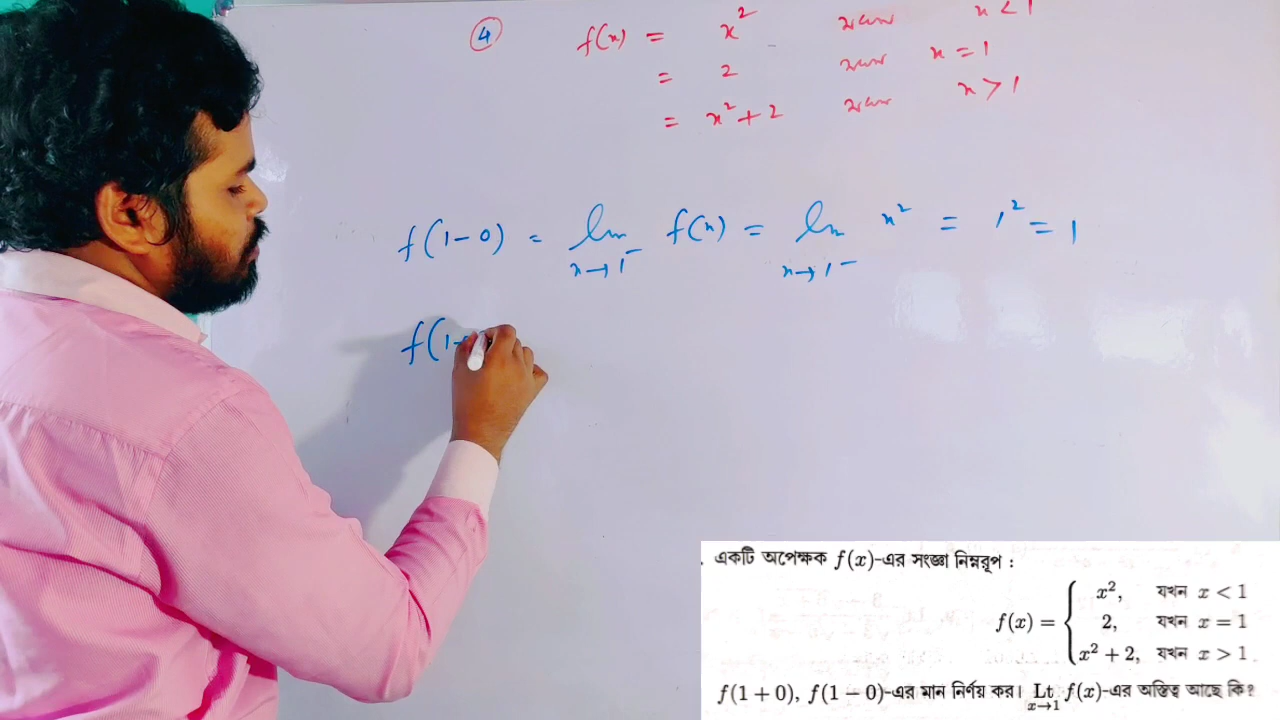 ④ f(x) = x² যখন x < 1
= 2 যখন x = 1
= x² + 2 যখন x > 1
f(1-0) = lim x→1⁻ f(x) = lim x→1⁻ x² = 1² = 1
f(1
একটি অপেক্ষক f(x)-এর সংজ্ঞা নিম্নরূপ :
f(x) = { x², যখন x < 1
2, যখন x = 1
x² + 2, যখন x > 1
f(1 + 0), f(1 − 0)-এর মান নির্ণয় কর। Lt x→1 f(x)-এর অস্তিত্ব আছে কি?